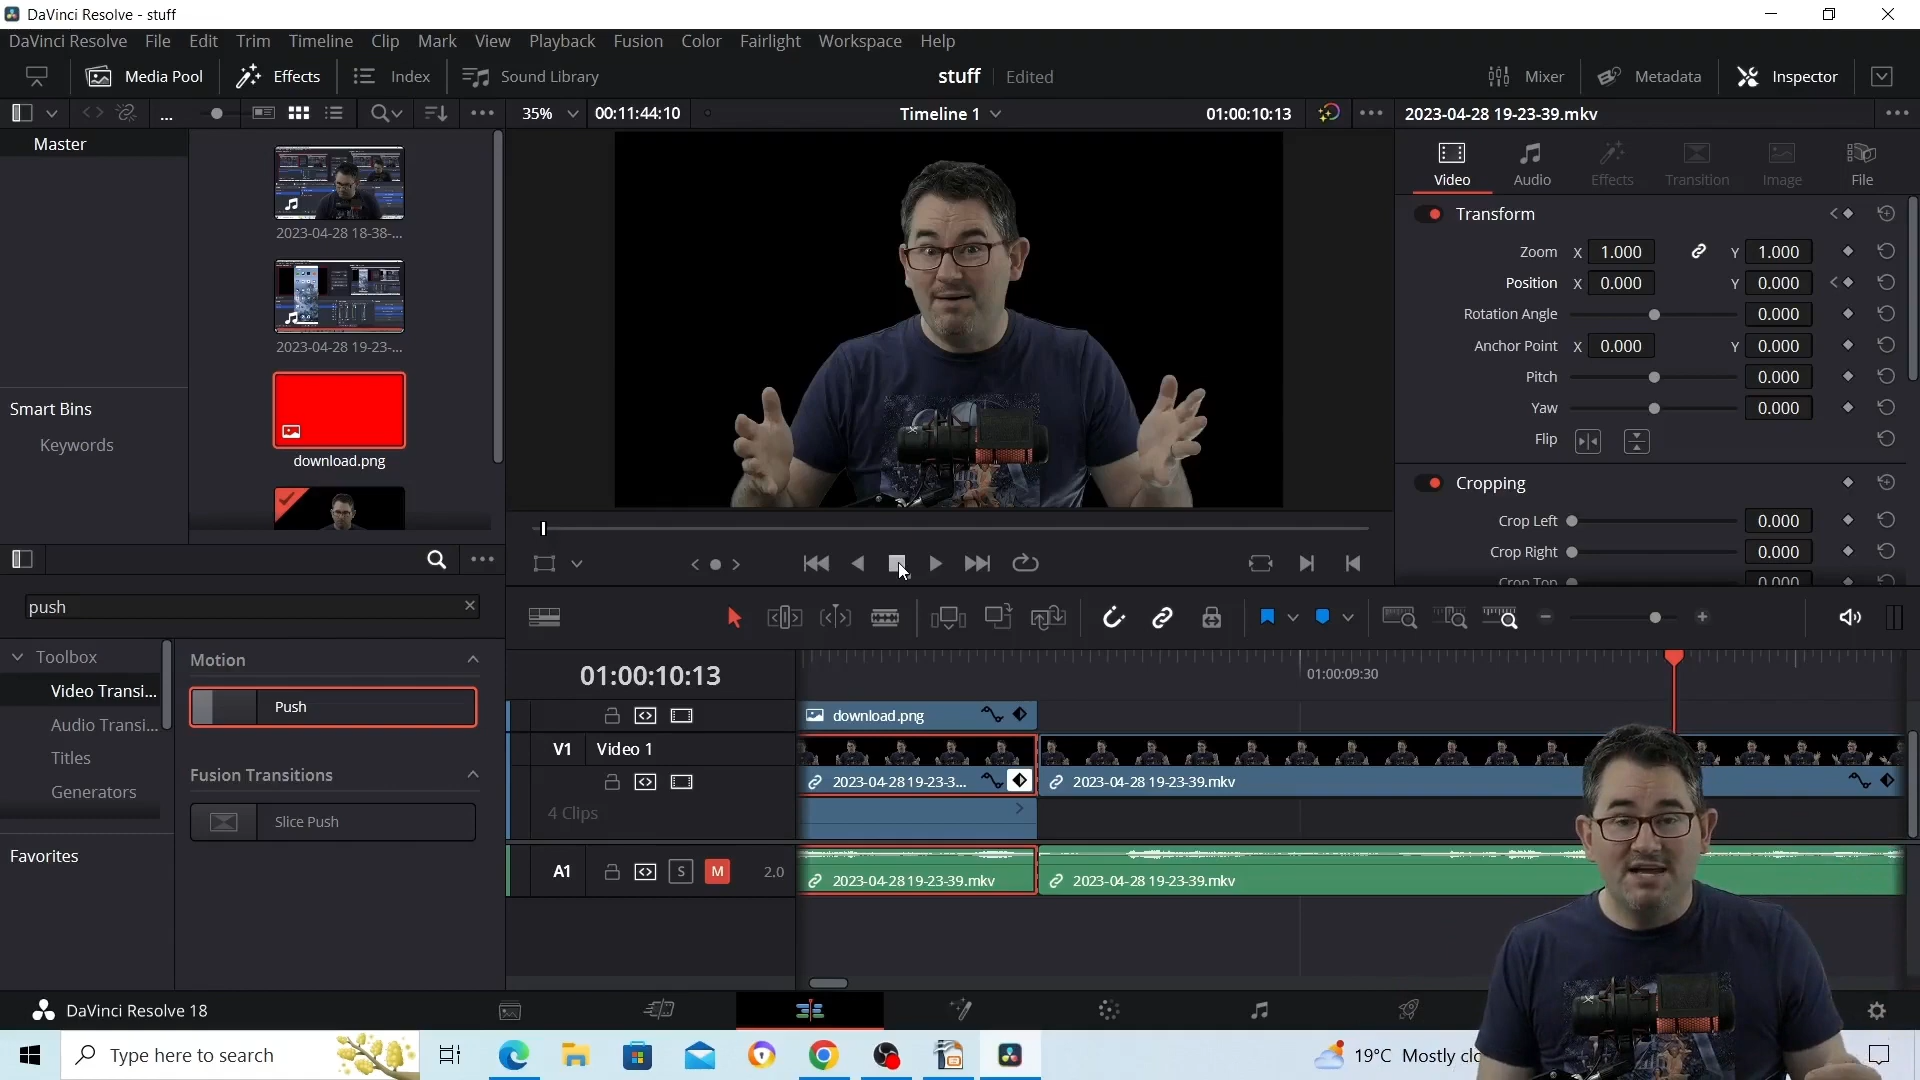 DaVinci Resolve - stuff
DaVinci Resolve File Edit Trim Timeline Clip Mark View Playback Fusion Color Fairlight Workspace Help
Media Pool Effects Index Sound Library stuff Edited Mixer Metadata Inspector
... 35% 00:11:44:10 Timeline 1 01:00:10:13 2023-04-28 19-23-39.mkv
Master
2023-04-28 18-38-...
2023-04-28 19-23-...
download.png
Smart Bins
Keywords
Video Audio Effects Transition Image File
Transform
Zoom X 1.000 Y 1.000
Position X 0.000 Y 0.000
Rotation Angle 0.000
Anchor Point X 0.000 Y 0.000
Pitch 0.000
Yaw 0.000
Flip
Cropping
Crop Left 0.000
Crop Right 0.000
Crop Top 0.000
push
Toolbox
Video Transi...
Audio Transi...
Titles
Generators
Favorites
Motion
Push
Fusion Transitions
Slice Push
01:00:10:13 01:00:09:30
download.png
V1 Video 1
2023-04-28 19-23-3... 2023-04-28 19-23-39.mkv
4 Clips
A1 S M 2.0 2023-04-28 19-23-39.mkv 2023-04-28 19-23-39.mkv
DaVinci Resolve 18
Type here to search 19°C Mostly clo